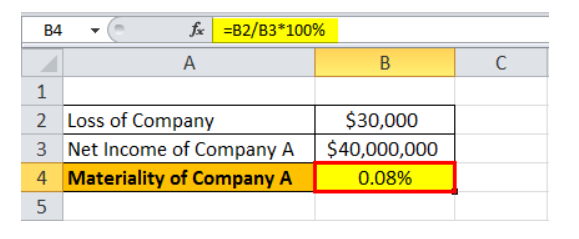 B4 fx =B2/B3*100%
A B C
1
2 Loss of Company $30,000
3 Net Income of Company A $40,000,000
4 Materiality of Company A 0.08%
5